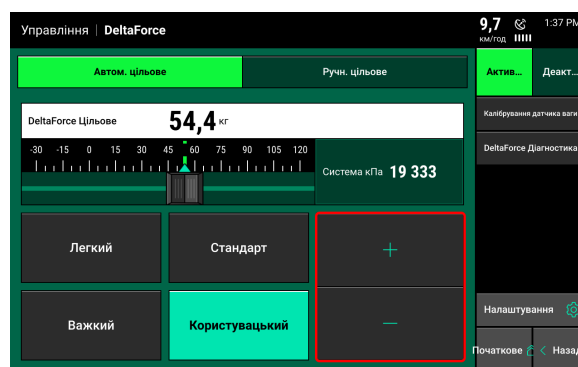 Управління | DeltaForce
9,7
км/год
1:37 PM
Автом. цільове
Ручн. цільове
Актив...
Деакт...
DeltaForce Цільове
54,4 кг
-30 -15 0 15 30 45 60 75 90 105 120
Система кПа 19 333
Калібрування датчика ваги
DeltaForce Діагностика
Легкий
Стандарт
+
Важкий
Користувацький
—
Налаштування
Початкове
< Назад